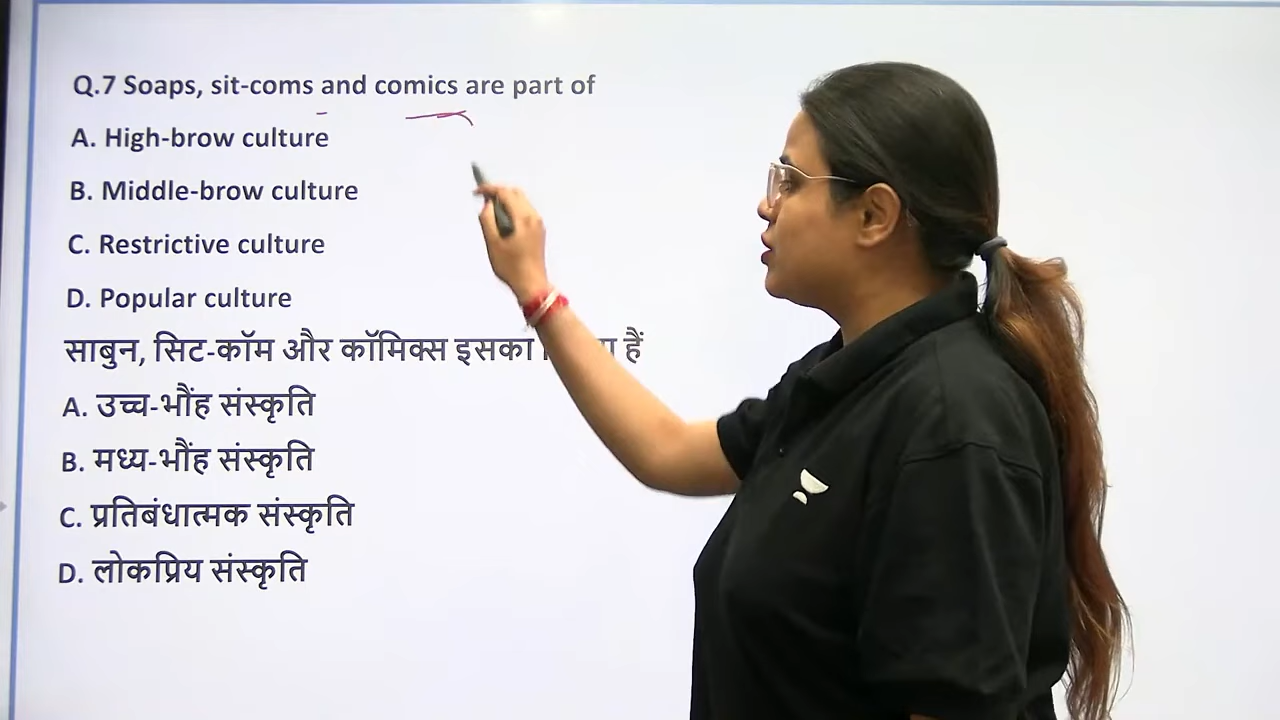 Q.7 Soaps, sit-coms and comics are part of
A. High-brow culture
B. Middle-brow culture
C. Restrictive culture
D. Popular culture
साबुन, सिट-कॉम और कॉमिक्स इसका हैं
A. उच्च-भौंह संस्कृति
B. मध्य-भौंह संस्कृति
C. प्रतिबंधात्मक संस्कृति
D. लोकप्रिय संस्कृति